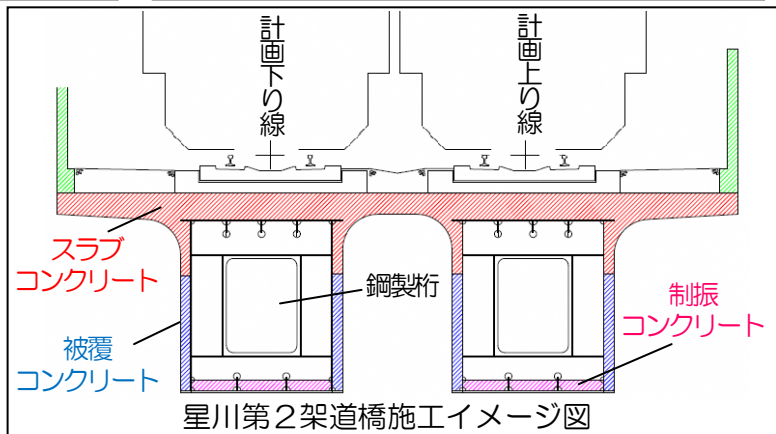 計画下り線
計画上り線
スラブ
コンクリート
鋼製桁
制振
コンクリート
被覆
コンクリート
星川第２架道橋施工イメージ図